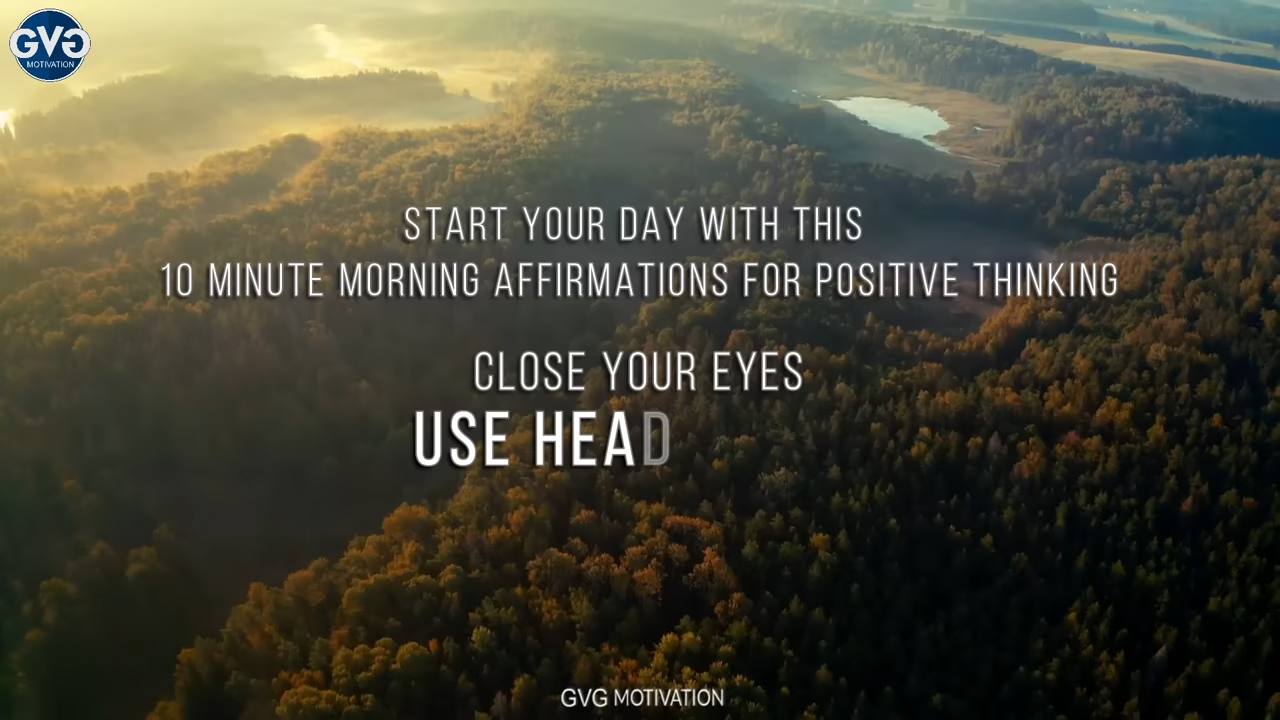 GVG
MOTIVATION
START YOUR DAY WITH THIS
10 MINUTE MORNING AFFIRMATIONS FOR POSITIVE THINKING
CLOSE YOUR EYES
USE HEAD
GVG MOTIVATION